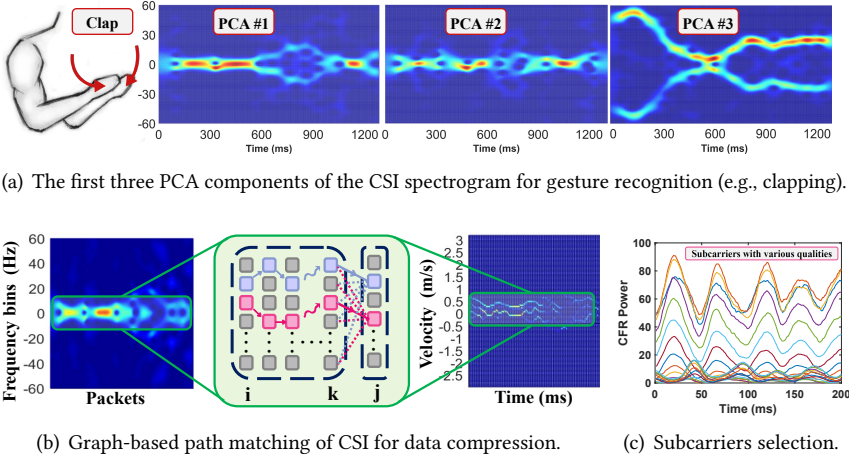 Clap
PCA #1
PCA #2
PCA #3
60
30
0
-30
-60
0 300 600 900 1200
0 300 600 900 1200
0 300 600 900 1200
Time (ms)
Time (ms)
Time (ms)
(a) The first three PCA components of the CSI spectrogram for gesture recognition (e.g., clapping).
Frequency bins (Hz)
60
40
20
0
-20
-40
-60
Packets
i k j
Velocity (m/s)
3
2.5
2
1.5
1
0.5
0
-0.5
-1
-1.5
-2
2.5
Time (ms)
Subcarriers with various qualities
CFR Power
100
80
60
40
20
0
0 50 100 150 200
Time (ms)
(b) Graph-based path matching of CSI for data compression.
(c) Subcarriers selection.